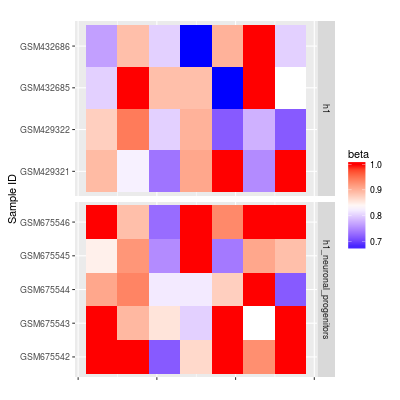 Sample ID
GSM432686
GSM432685
GSM429322
GSM429321
h1
GSM675546
GSM675545
GSM675544
GSM675543
GSM675542
h1_neuronal_progenitors
beta
1.0
0.9
0.8
0.7